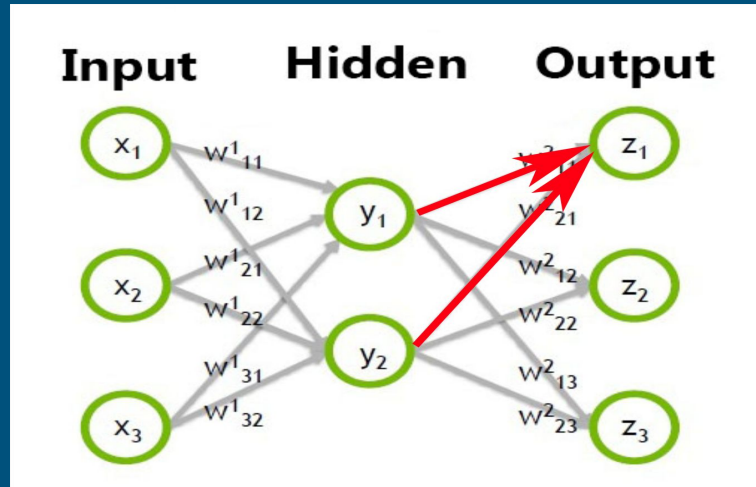 Input Hidden Output
x₁
w¹₁₁
w¹₁₂
x₂
w¹₂₁
w¹₂₂
x₃
w¹₃₁
w¹₃₂
y₁
y₂
w²₂₁
w²₁₂
w²₂₂
w²₁₃
w²₂₃
z₁
z₂
z₃